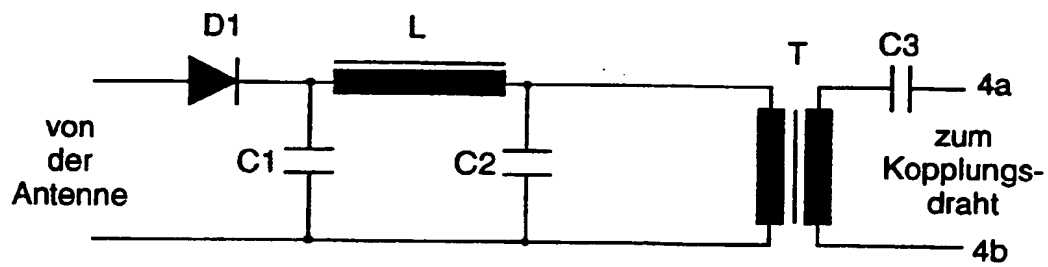 D1
L
T
C3
4a
von
der
Antenne
C1
C2
zum
Kopplungs-
draht
4b